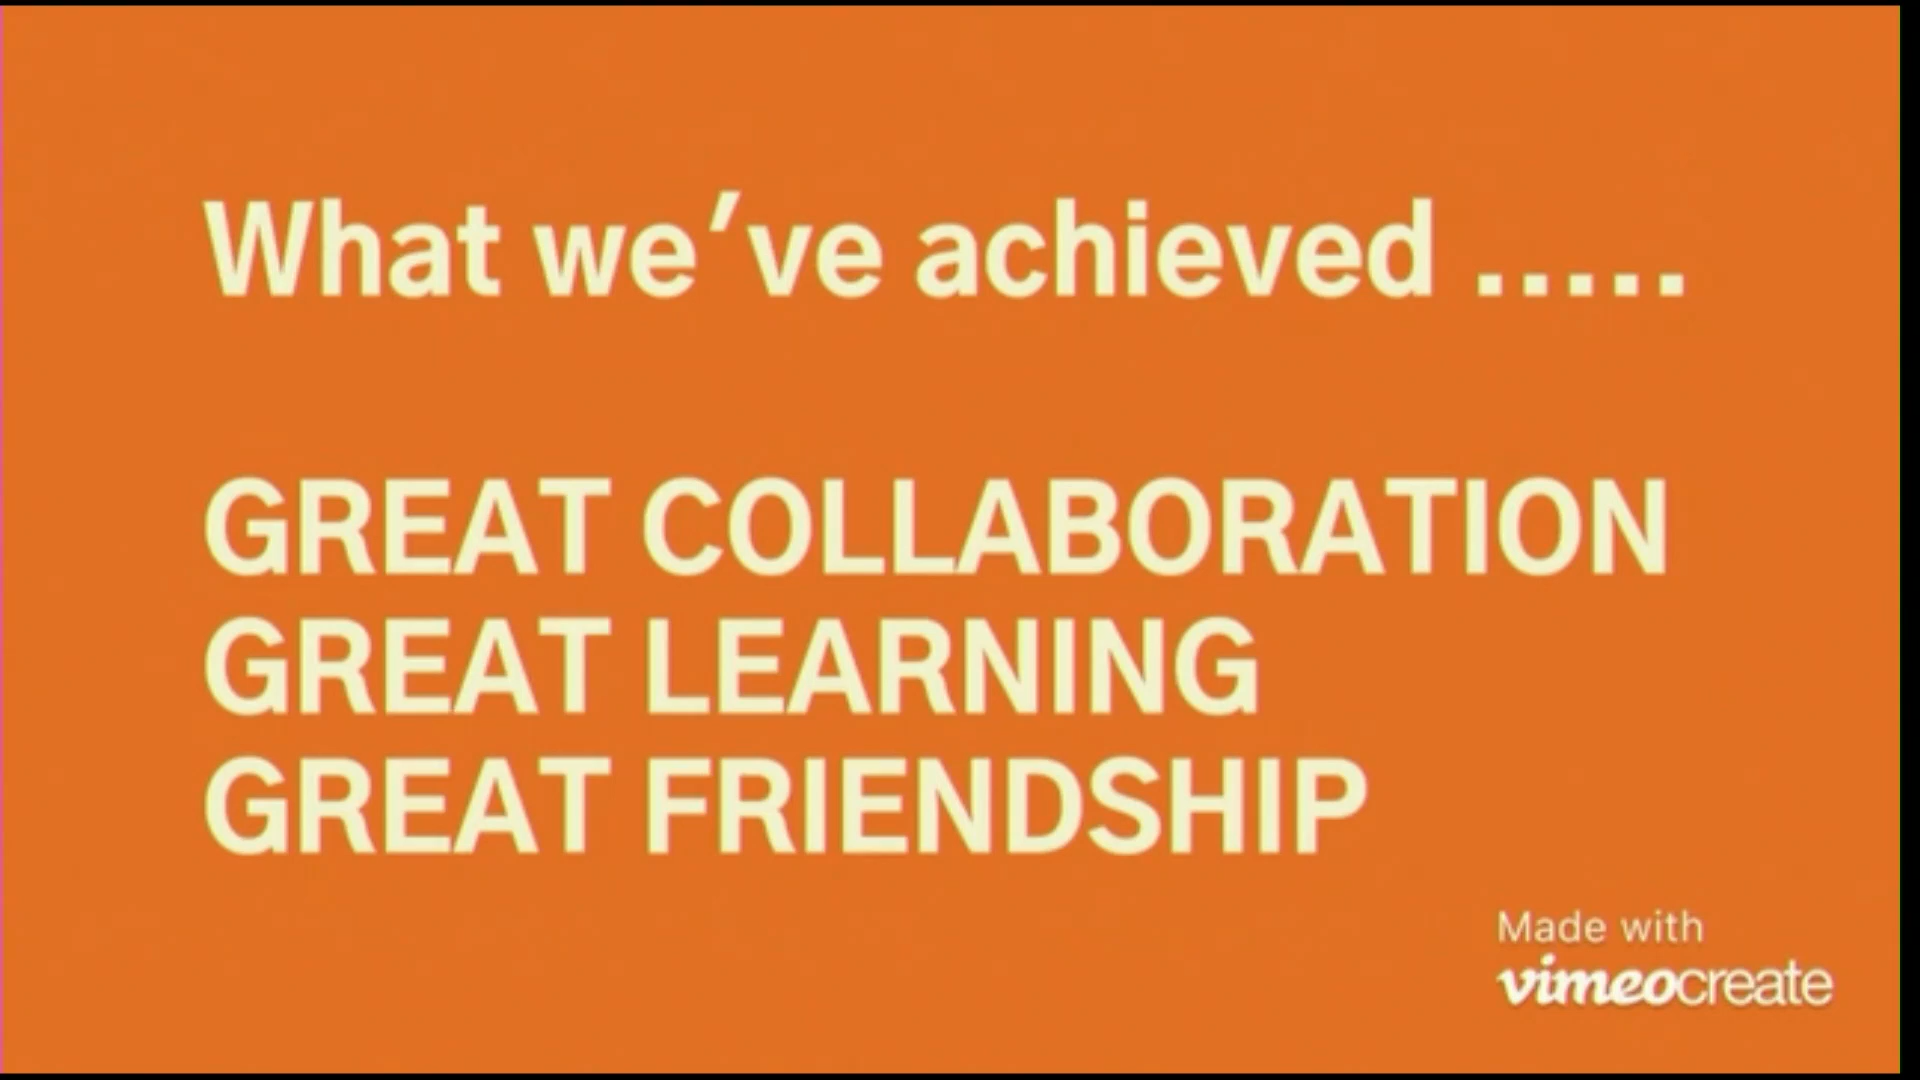 What we've achieved .....
GREAT COLLABORATION
GREAT LEARNING
GREAT FRIENDSHIP
Made with
vimeocreate